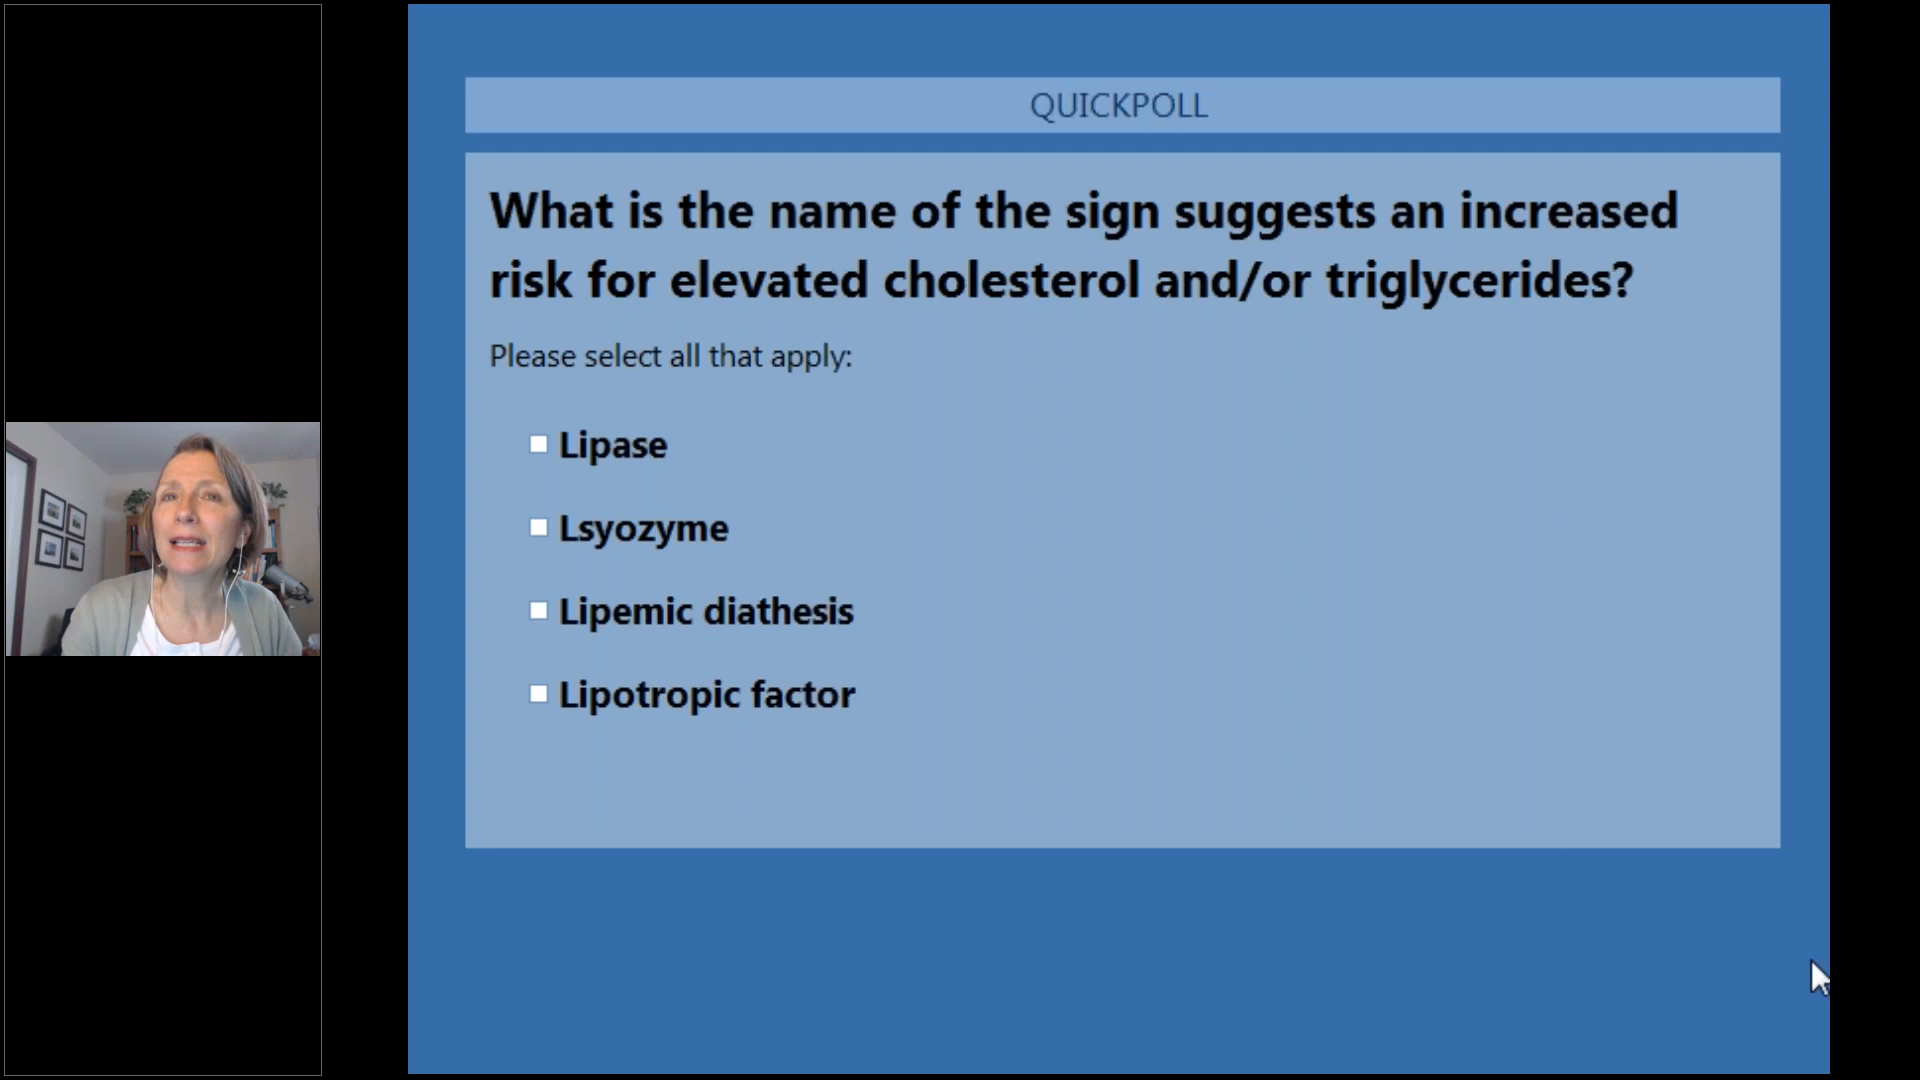 QUICKPOLL
What is the name of the sign suggests an increased
risk for elevated cholesterol and/or triglycerides?
Please select all that apply:
Lipase
Lsyozyme
Lipemic diathesis
Lipotropic factor